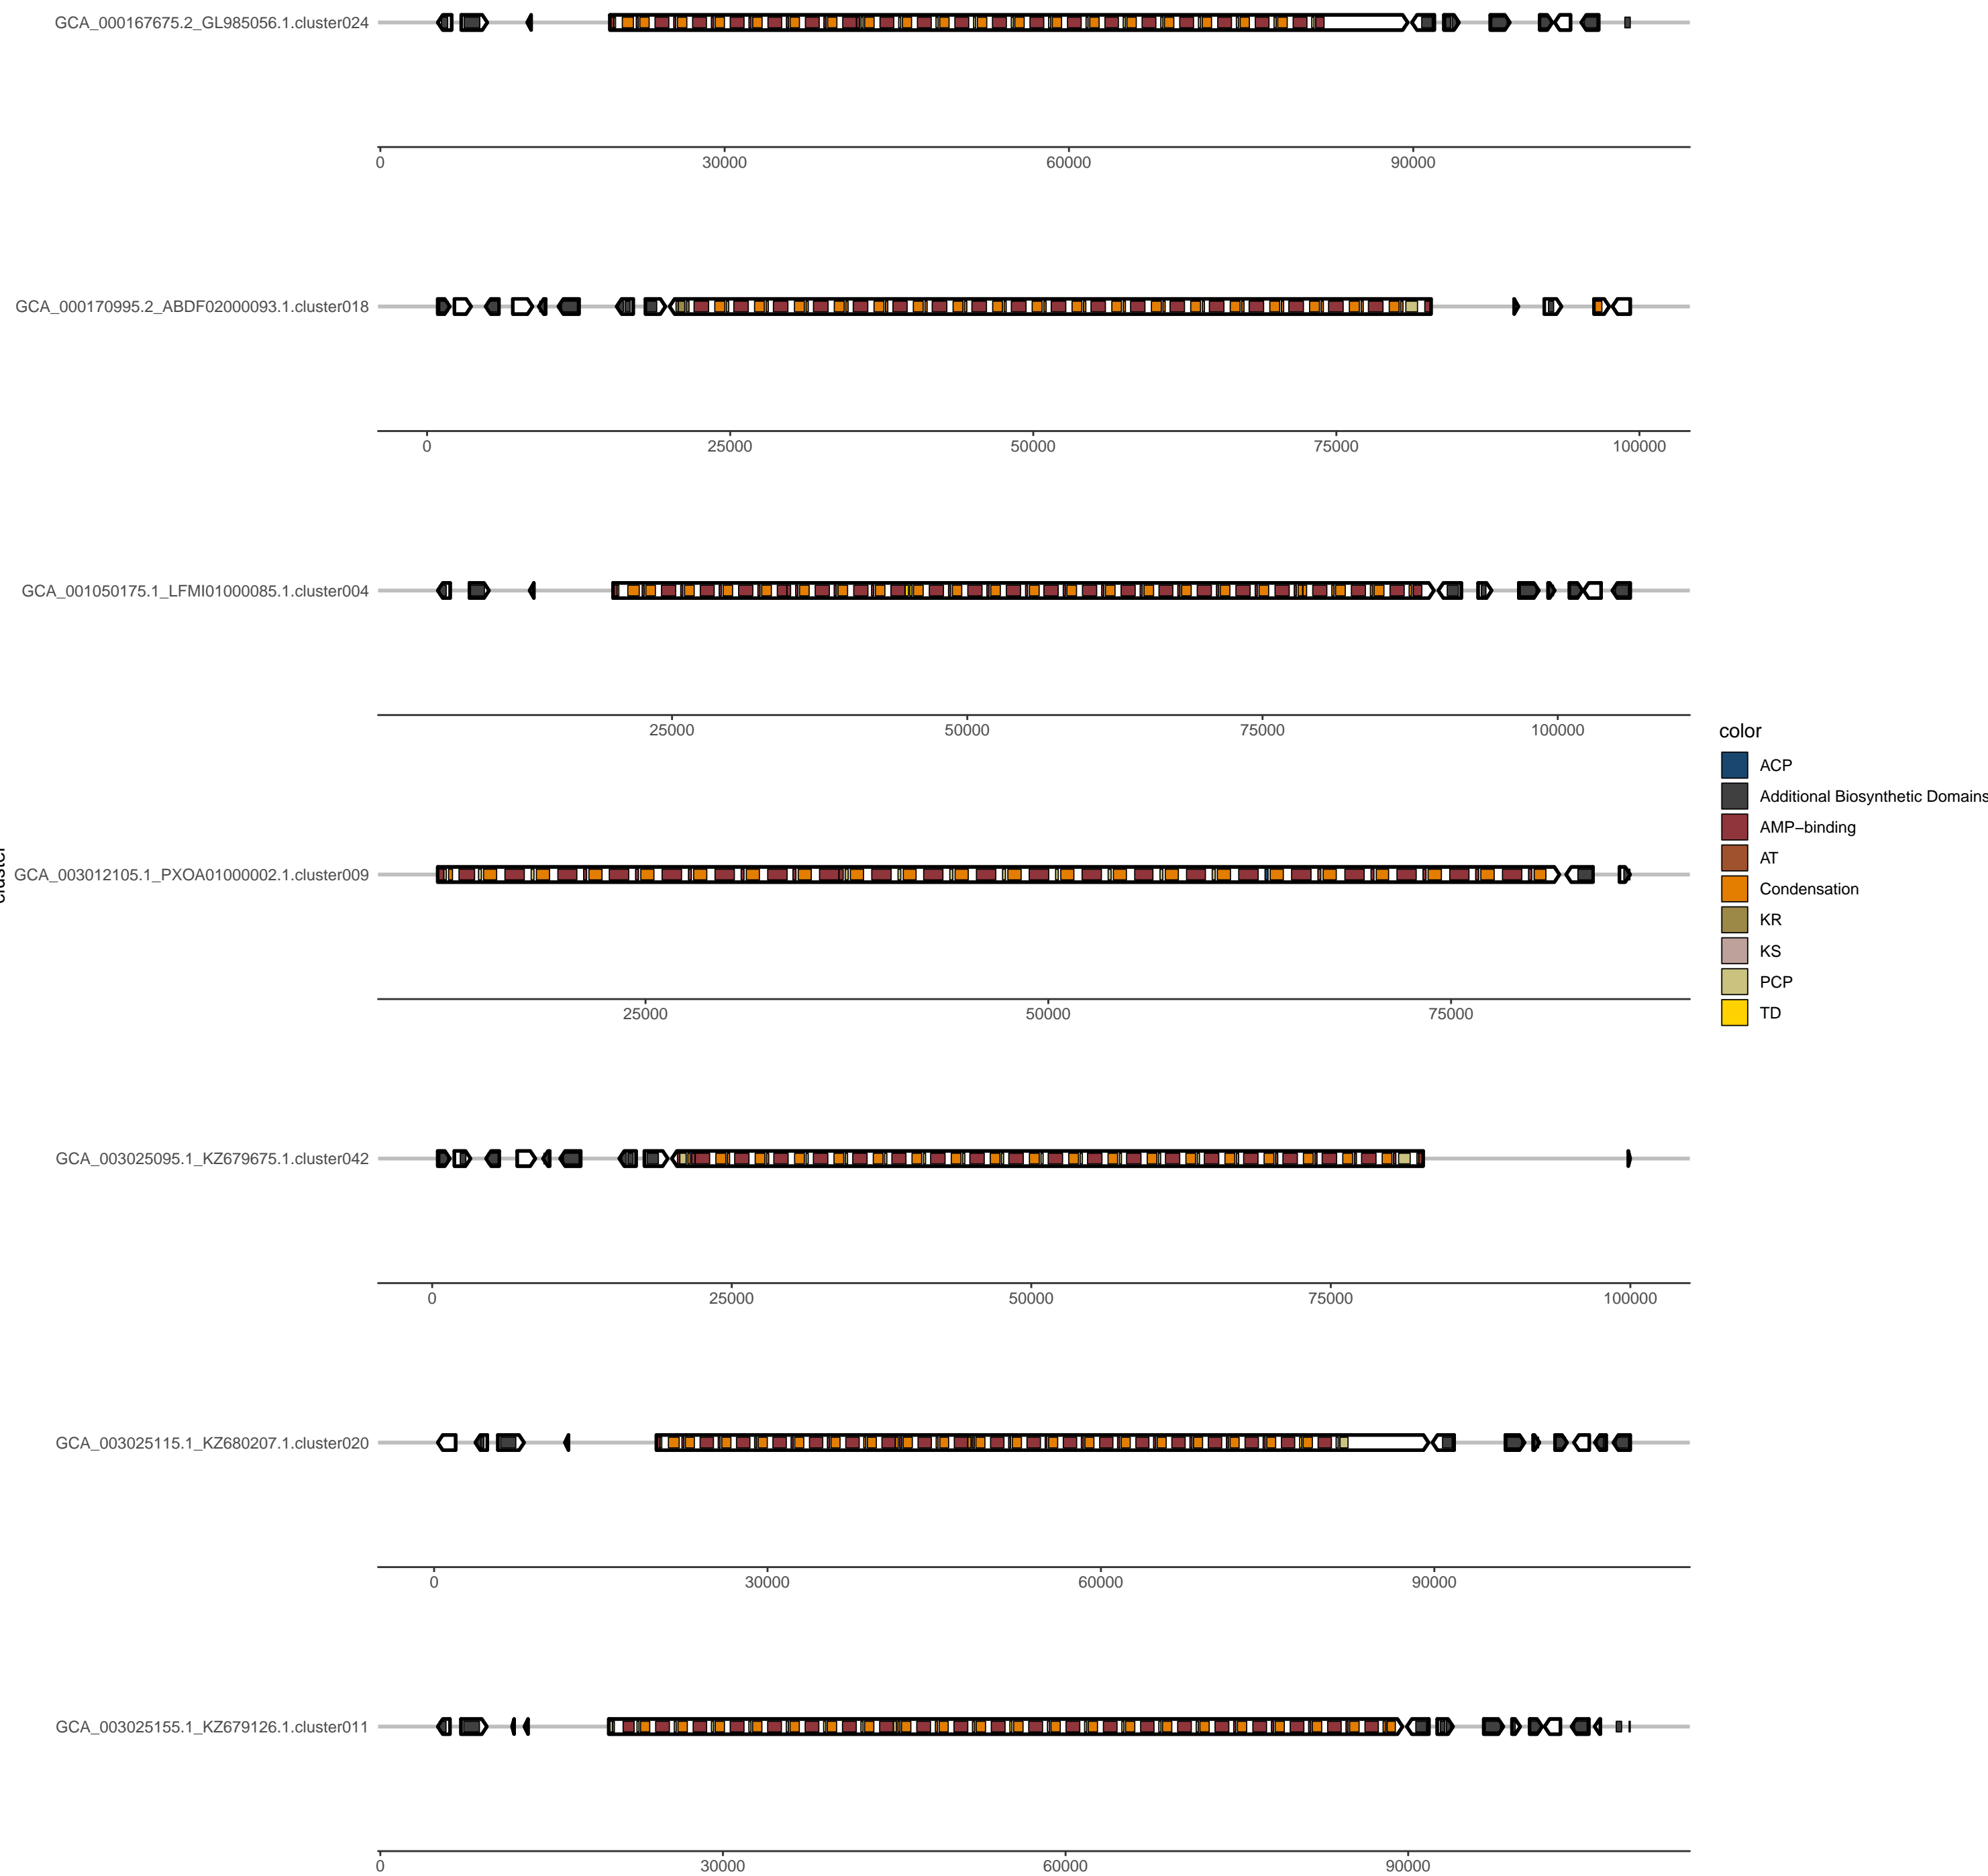 GCA_000167675.2_GL985056.1.cluster024
0 30000 60000 90000
GCA_000170995.2_ABDF02000093.1.cluster018
0 25000 50000 75000 100000
GCA_001050175.1_LFMI01000085.1.cluster004
25000 50000 75000 100000
color
ACP
Additional Biosynthetic Domains
AMP−binding
AT
Condensation
KR
KS
PCP
TD
GCA_003012105.1_PXOA01000002.1.cluster009
25000 50000 75000
GCA_003025095.1_KZ679675.1.cluster042
0 25000 50000 75000 100000
GCA_003025115.1_KZ680207.1.cluster020
0 30000 60000 90000
GCA_003025155.1_KZ679126.1.cluster011
0 30000 60000 90000